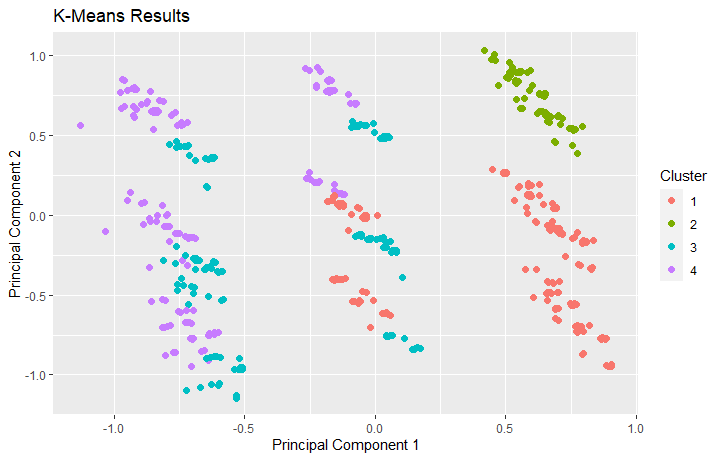 K-Means Results
1.0
0.5
0.0
-0.5
-1.0
Principal Component 2
-1.0 -0.5 0.0 0.5 1.0
Principal Component 1
Cluster
1
2
3
4